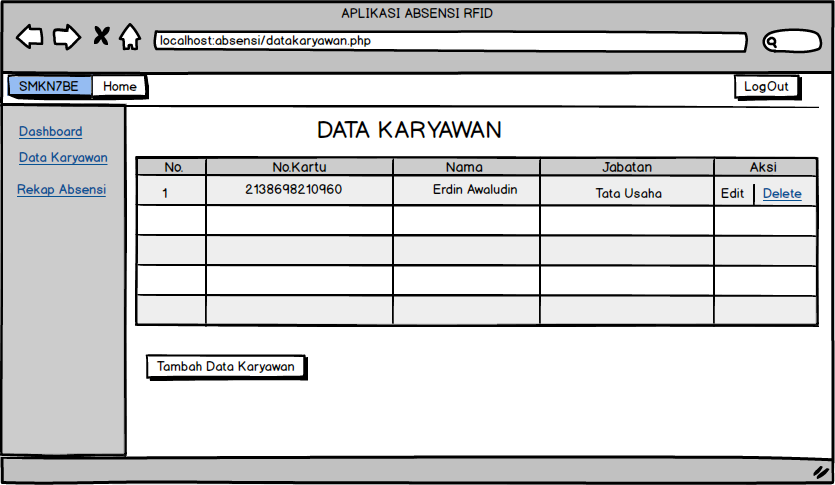 APLIKASI ABSENSI RFID
localhost:absensi/datakaryawan.php
SMKN7BE Home LogOut
Dashboard
Data Karyawan
Rekap Absensi
DATA KARYAWAN
No. No.Kartu Nama Jabatan Aksi
1 2138698210960 Erdin Awaludin Tata Usaha Edit Delete
Tambah Data Karyawan